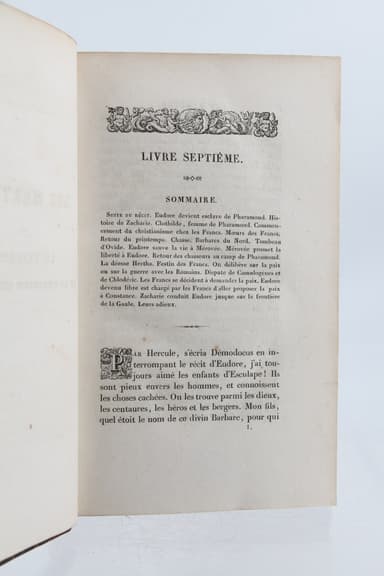 LIVRE SEPTIÈME.
SOMMAIRE.
Suite du récit. Eudore devient esclave de Pharamond. His-
toire de Zacharie. Clothilde, femme de Pharamond. Commen-
cement du christianisme chez les Francs. Mœurs des Francs.
Retour du printemps. Chasse. Barbares du Nord. Tombeau
d'Ovide. Eudore sauve la vie à Mérovée. Mérovée promet la
liberté à Eudore. Retour des chasseurs au camp de Pharamond.
La déesse Hertha. Festin des Francs. On délibère sur la paix
ou sur la guerre avec les Romains. Dispute de Camulogènes et
de Chlodéric. Les Francs se décident à demander la paix. Eudore
devenu libre est chargé par les Francs d'aller proposer la paix
à Constance. Zacharie conduit Eudore jusque sur la frontière
de la Gaule. Leurs adieux.
PAR Hercule, s'écria Démodocus en in-
terrompant le récit d'Eudore, j'ai tou-
jours aimé les enfants d'Esculape! Ils
sont pieux envers les hommes, et connoissent
les choses cachées. On les trouve parmi les dieux,
les centaures, les héros et les bergers. Mon fils,
quel étoit le nom de ce divin Barbare, pour qui
1.